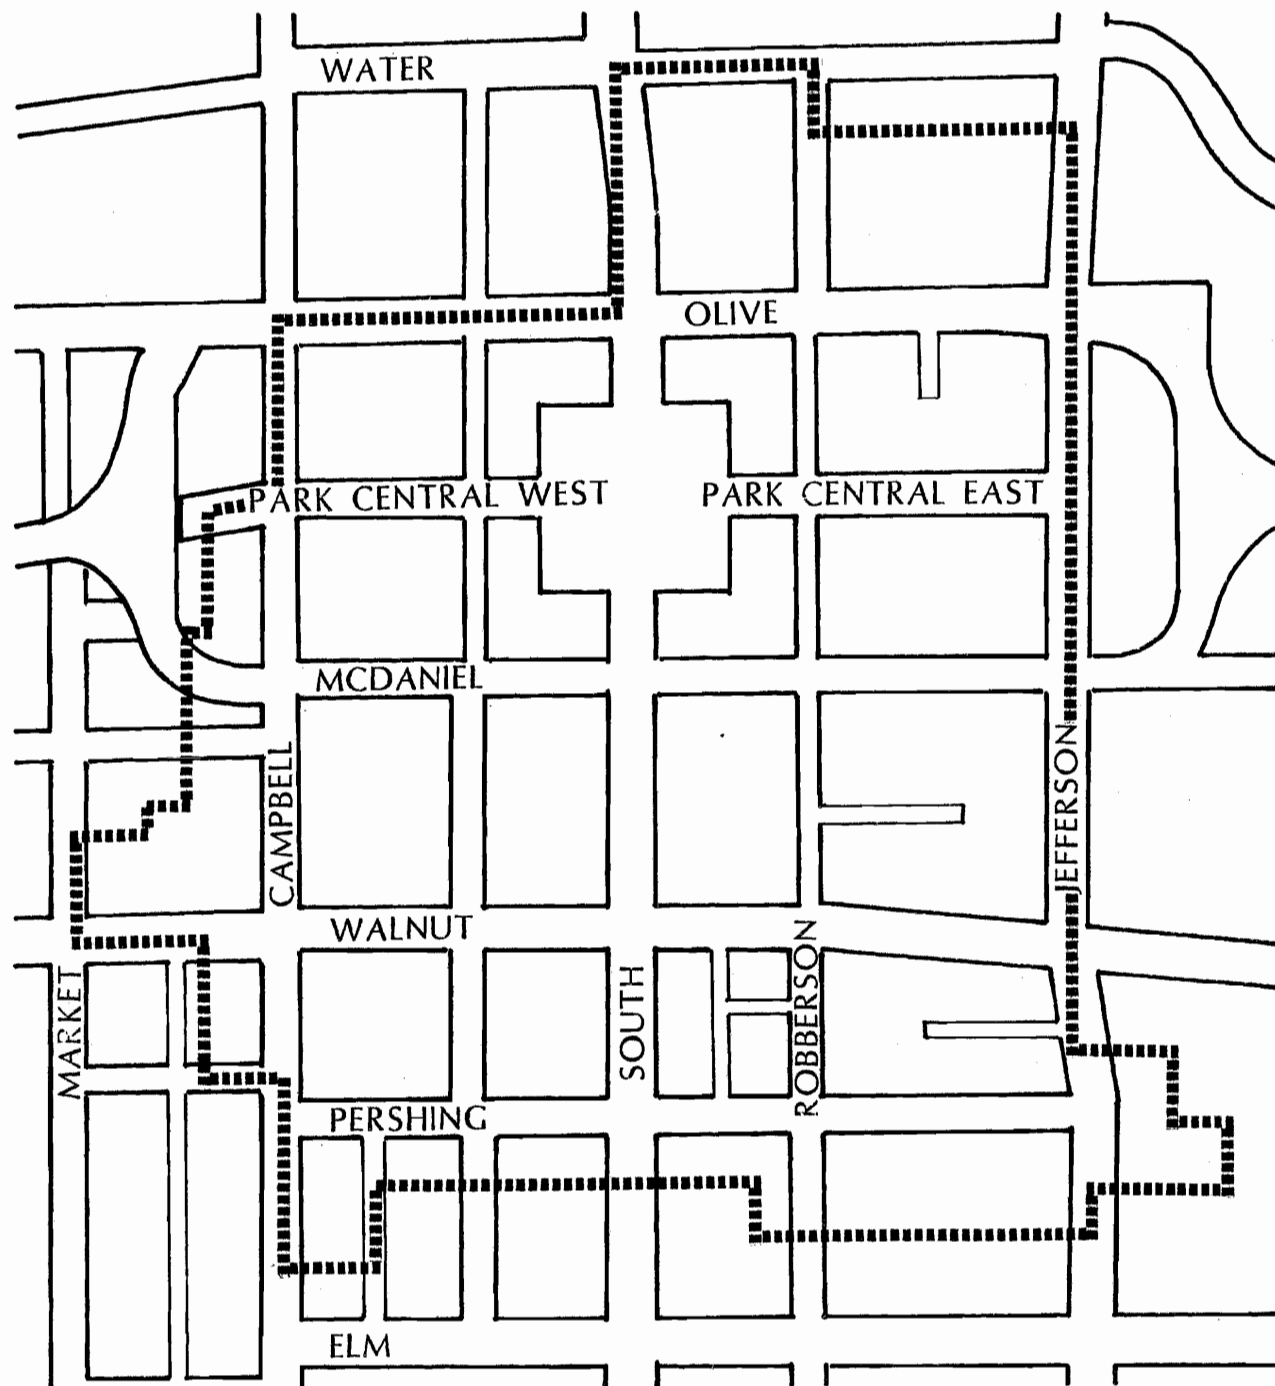 WATER
OLIVE
PARK CENTRAL WEST
PARK CENTRAL EAST
MCDANIEL
CAMPBELL
JEFFERSON
WALNUT
MARKET
SOUTH
ROBBERSON
PERSHING
ELM